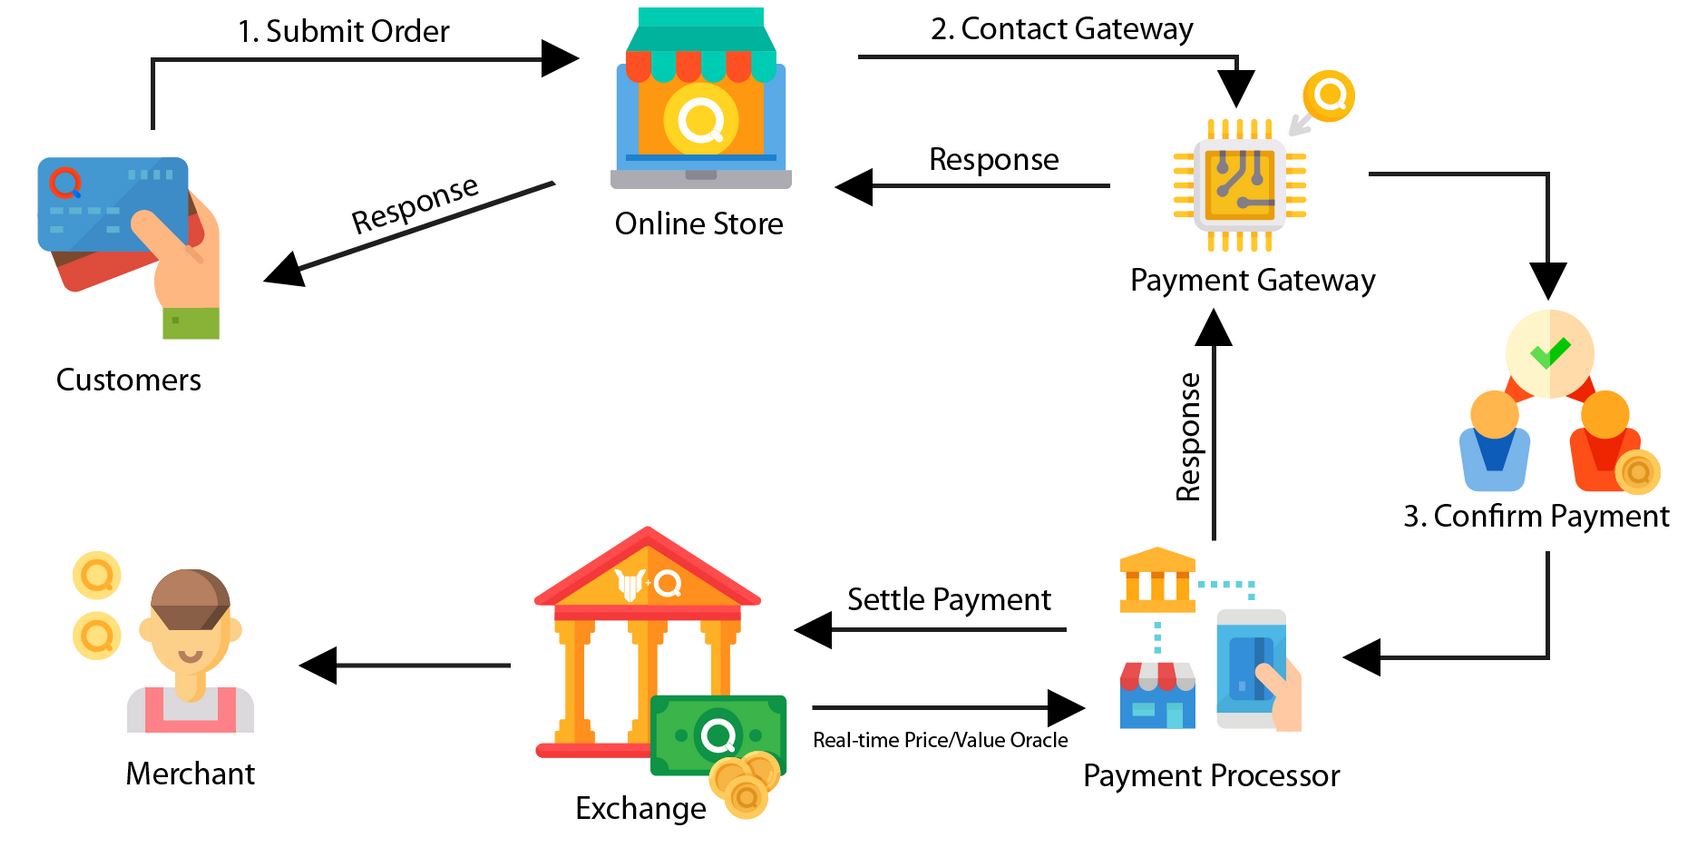 1. Submit Order
2. Contact Gateway
Response
Response
Online Store
Payment Gateway
Customers
Response
3. Confirm Payment
Settle Payment
Real-time Price/Value Oracle
Merchant
Exchange
Payment Processor